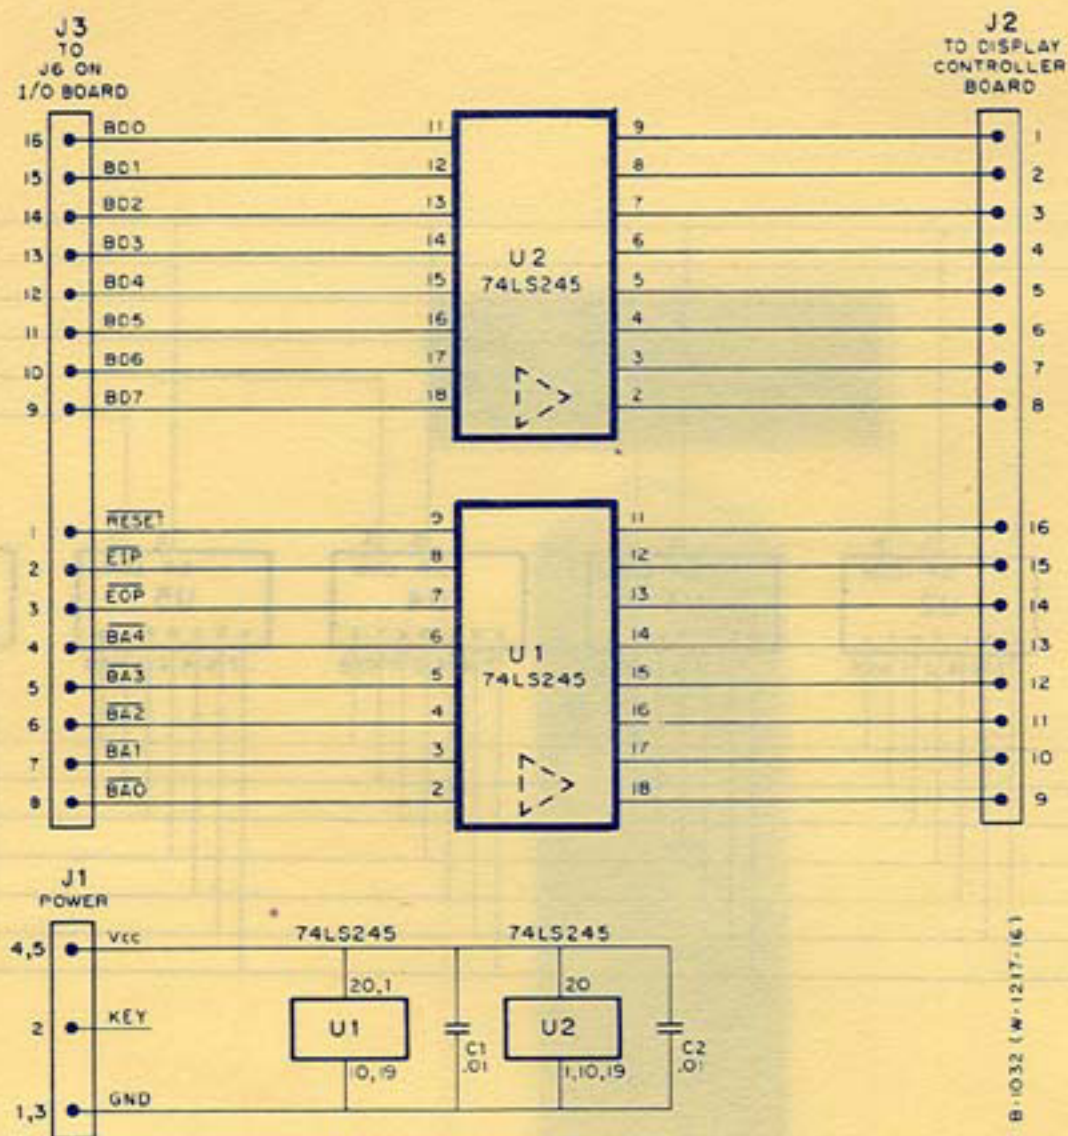 J3
TO
J6 ON
I/O BOARD
J2
TO DISPLAY
CONTROLLER
BOARD
16 BD0 11 9 1
15 BD1 12 8 2
14 BD2 13 7 3
13 BD3 14 6 4
U2
74LS245
12 BD4 15 5 5
11 BD5 16 4 6
10 BD6 17 3 7
9 BD7 18 2 8
1 RESET 9 11 16
2 EIP 8 12 15
3 EOP 7 13 14
4 BA4 6 14 13
U1
74LS245
5 BA3 5 15 12
6 BA2 4 16 11
7 BA1 3 17 10
8 BA0 2 18 9
J1
POWER
4,5 Vcc
74LS245 74LS245
20,1 20
2 KEY U1 U2
C1
.01
C2
.01
10,19 1,10,19
1,3 GND
B-1032 (W-1217-16)